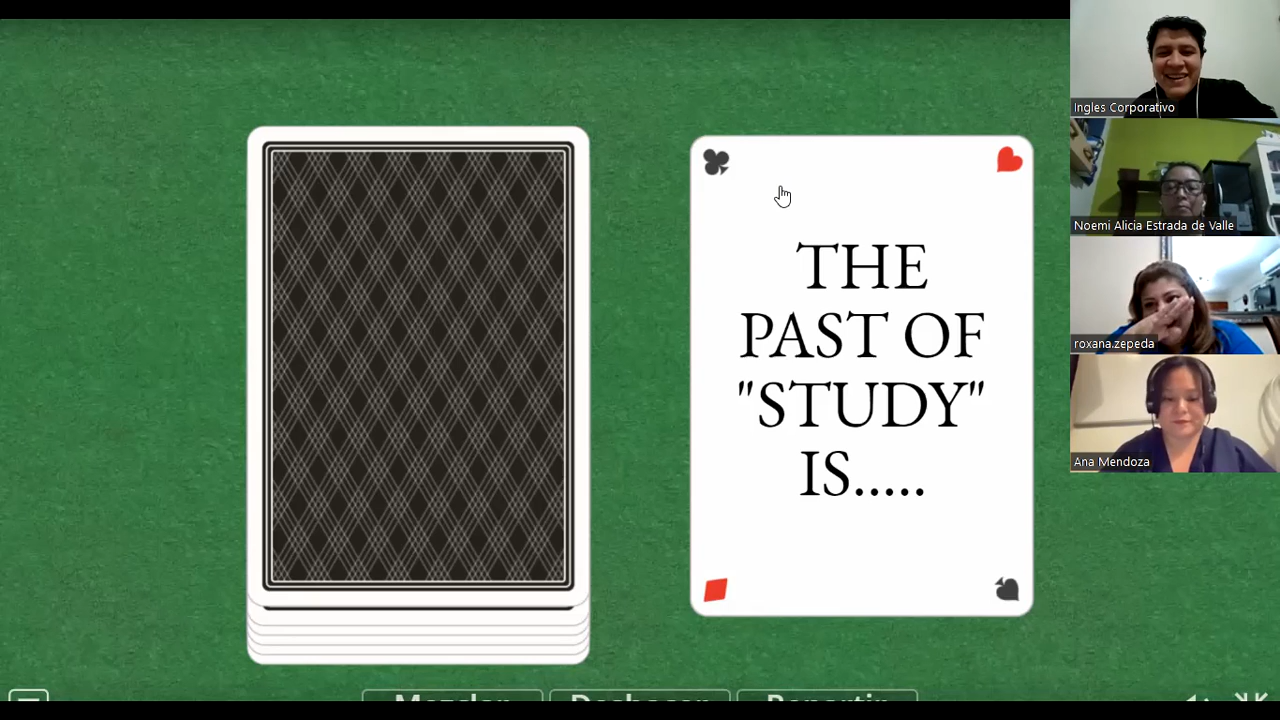 THE
PAST OF
"STUDY"
IS.....
Ingles Corporativo
Noemi Alicia Estrada de Valle
roxana.zepeda
Ana Mendoza